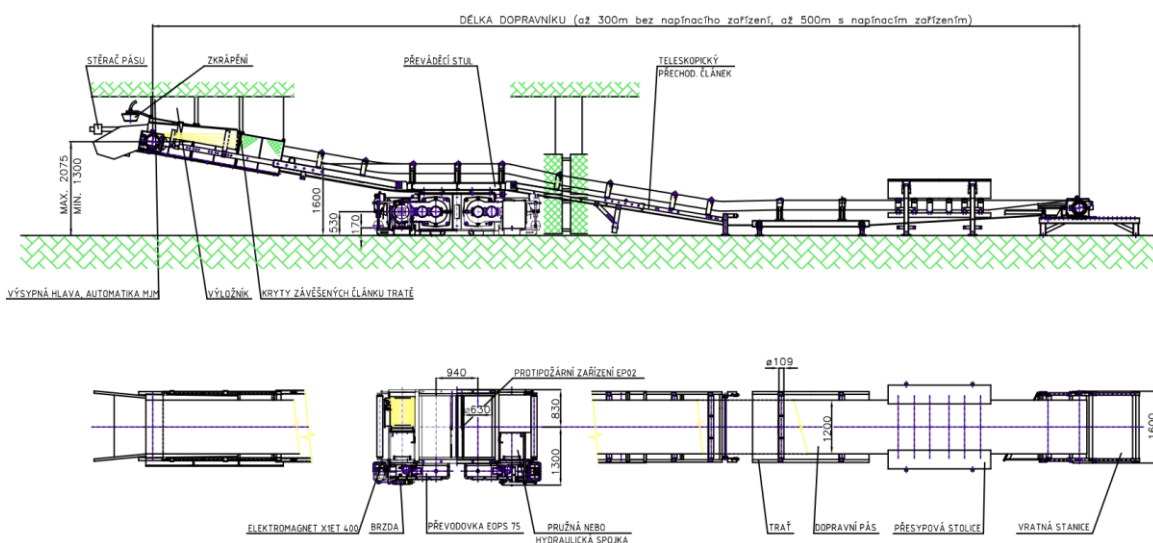 DÉLKA DOPRAVNÍKU (až 300m bez napínacího zařízení, až 500m s napínacím zařízením)
STĚRAČ PÁSU
ZKRÁPĚNÍ
PŘEVÁDĚCÍ STUL
TELESKOPICKÝ
PŘECHOD. ČLÁNEK
MAX. 2075
MIN. 1300
1600
530
170
VÝSYPNÁ HLAVA, AUTOMATIKA MJM
VÝLOŽNÍK
KRYTY ZÁVĚŠENÝCH ČLÁNKU TRATĚ
940
PROTIPOŽÁRNÍ ZAŘÍZENÍ EP02
ø630
830
1300
ø109
1200
1600
ELEKTROMAGNET X1ET 400
BRZDA
PŘEVODOVKA EOPS 75
PRUŽNÁ NEBO
HYDRAULICKÁ SPOJKA
TRAŤ
DOPRAVNÍ PÁS
PŘESYPOVÁ STOLICE
VRATNÁ STANICE